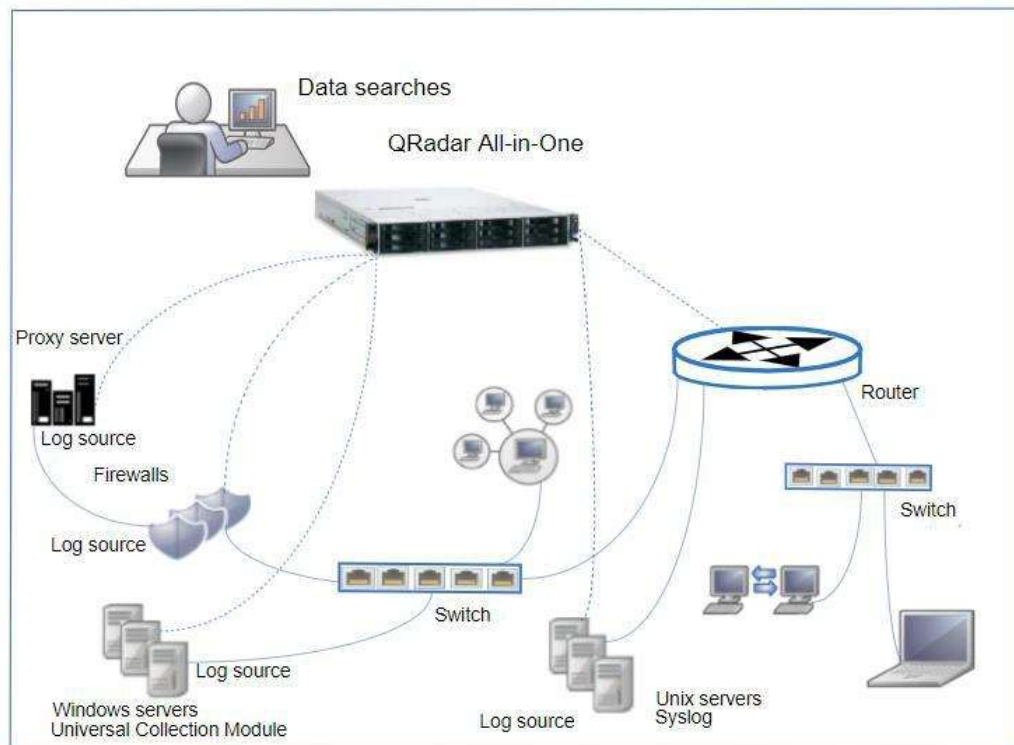 Data searches
QRadar All-in-One
Proxy server
Log source
Firewalls
Log source
Router
Switch
Switch
Log source
Windows servers
Universal Collection Module
Log source
Unix servers
Syslog